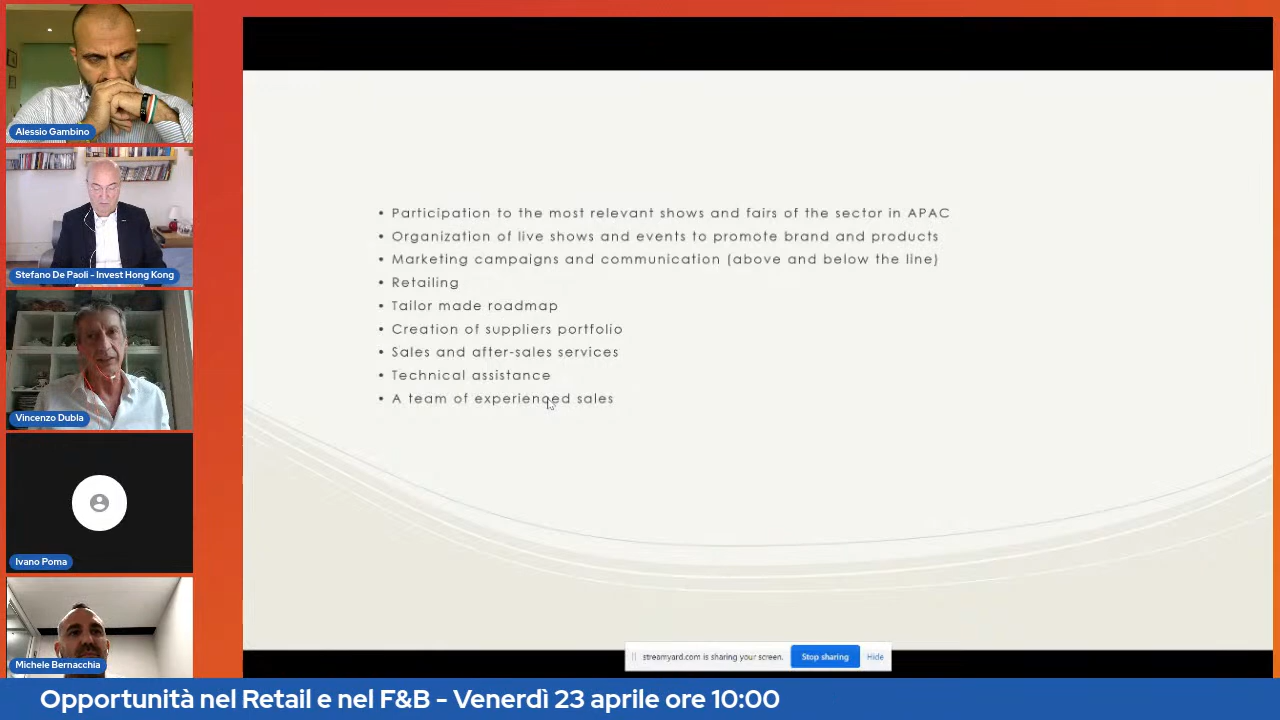 Alessio Gambino
Stefano De Paoli - Invest Hong Kong
Vincenzo Dubla
Ivano Poma
Michele Bernacchia
• Participation to the most relevant shows and fairs of the sector in APAC
• Organization of live shows and events to promote brand and products
• Marketing campaigns and communication (above and below the line)
• Retailing
• Tailor made roadmap
• Creation of suppliers portfolio
• Sales and after-sales services
• Technical assistance
• A team of experienced sales
streamyard.com is sharing your screen. Stop sharing Hide
Opportunità nel Retail e nel F&B - Venerdì 23 aprile ore 10:00